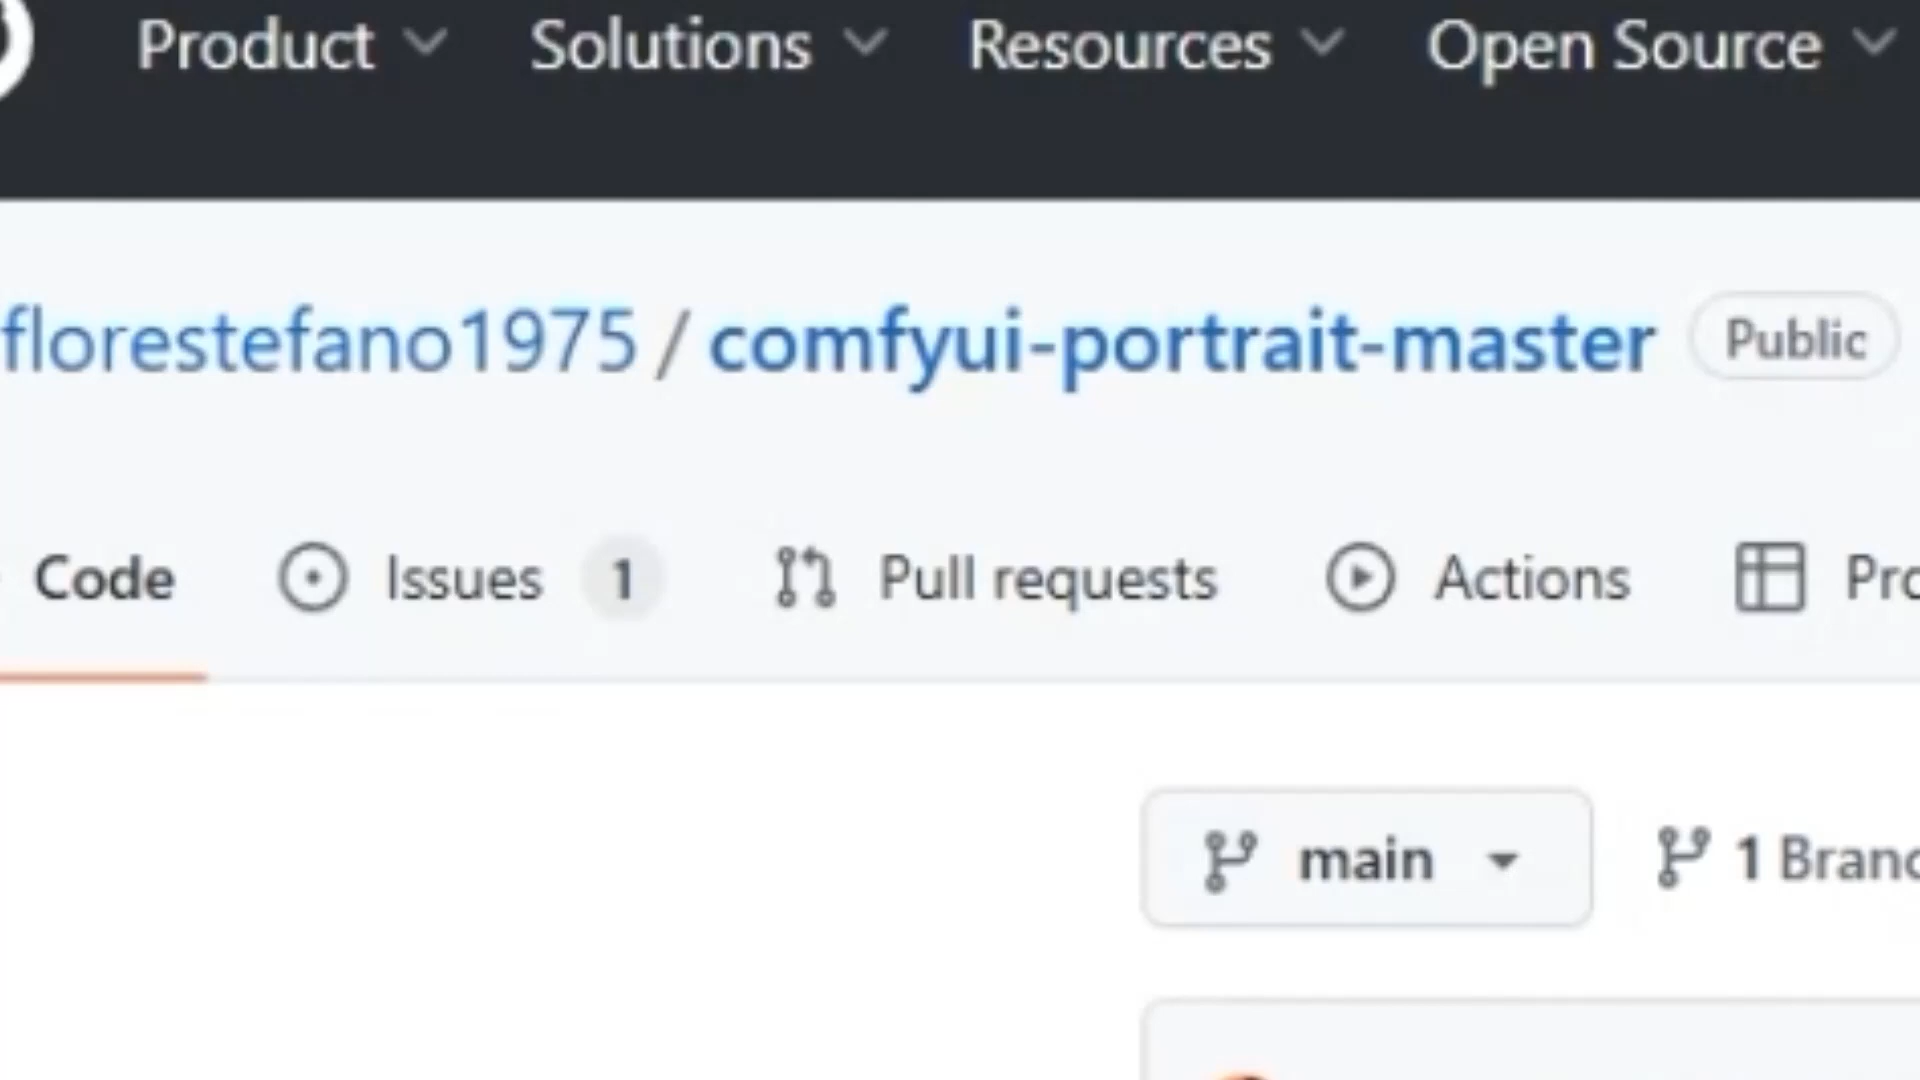 Product Solutions Resources Open Source
florestefano1975 / comfyui-portrait-master Public
Code Issues 1 Pull requests Actions
main 1